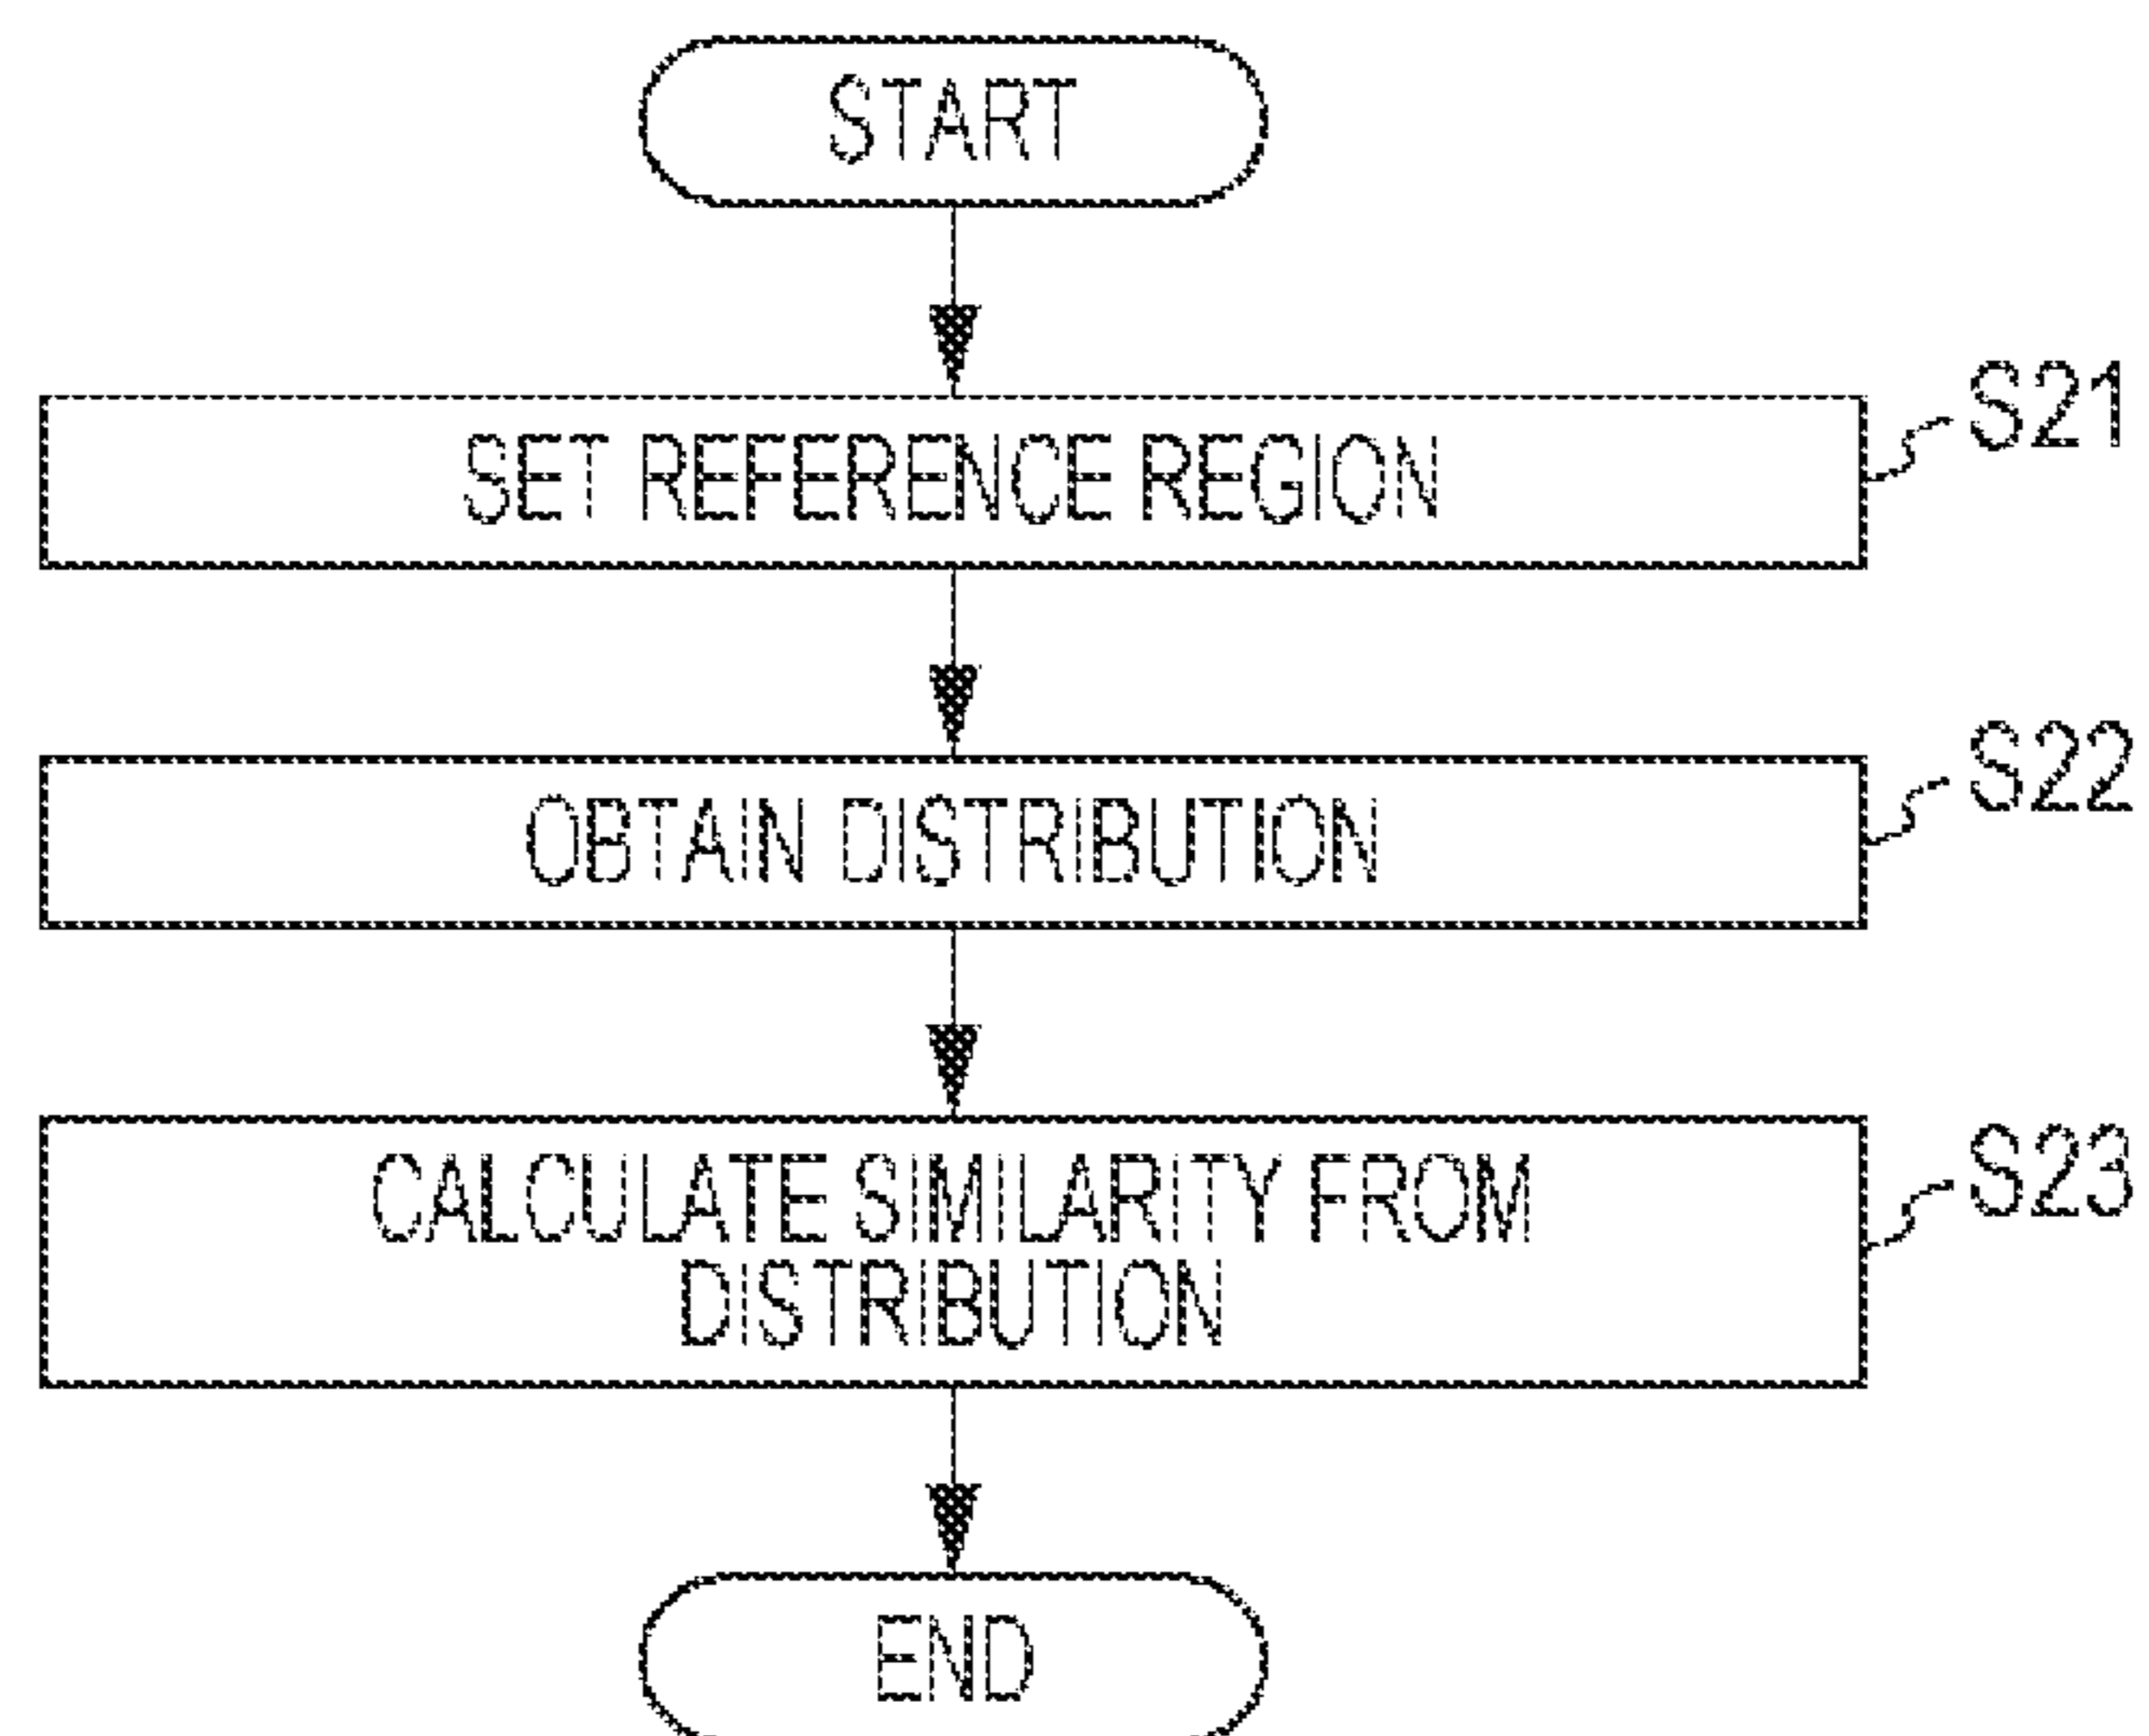 START
SET REFERENCE REGION
S21
OBTAIN DISTRIBUTION
S22
CALCULATE SIMILARITY FROM
DISTRIBUTION
S23
END